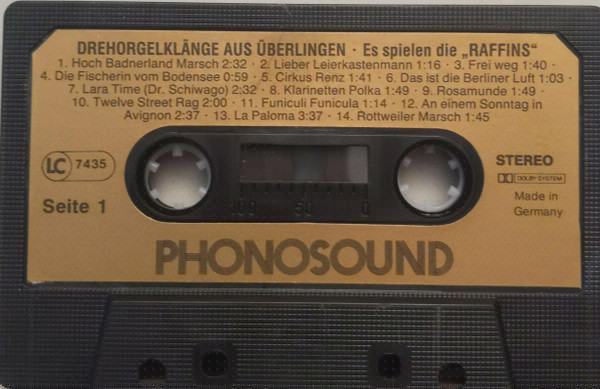 DREHORGELKLÄNGE AUS ÜBERLINGEN · Es spielen die „RAFFINS“
1. Hoch Badnerland Marsch 2:32 · 2. Lieber Leierkastenmann 1:16 · 3. Frei weg 1:40 ·
4. Die Fischerin vom Bodensee 0:59 · 5. Cirkus Renz 1:41 · 6. Das ist die Berliner Luft 1:03 ·
7. Lara Time (Dr. Schiwago) 2:32 · 8. Klarinetten Polka 1:49 · 9. Rosamunde 1:49 ·
10. Twelve Street Rag 2:00 · 11. Funiculi Funicula 1:14 · 12. An einem Sonntag in
Avignon 2:37 · 13. La Paloma 3:37 · 14. Rottweiler Marsch 1:45
LC 7435
STEREO
DOLBY SYSTEM
Seite 1
Made in
Germany
100 50 0
PHONOSOUND